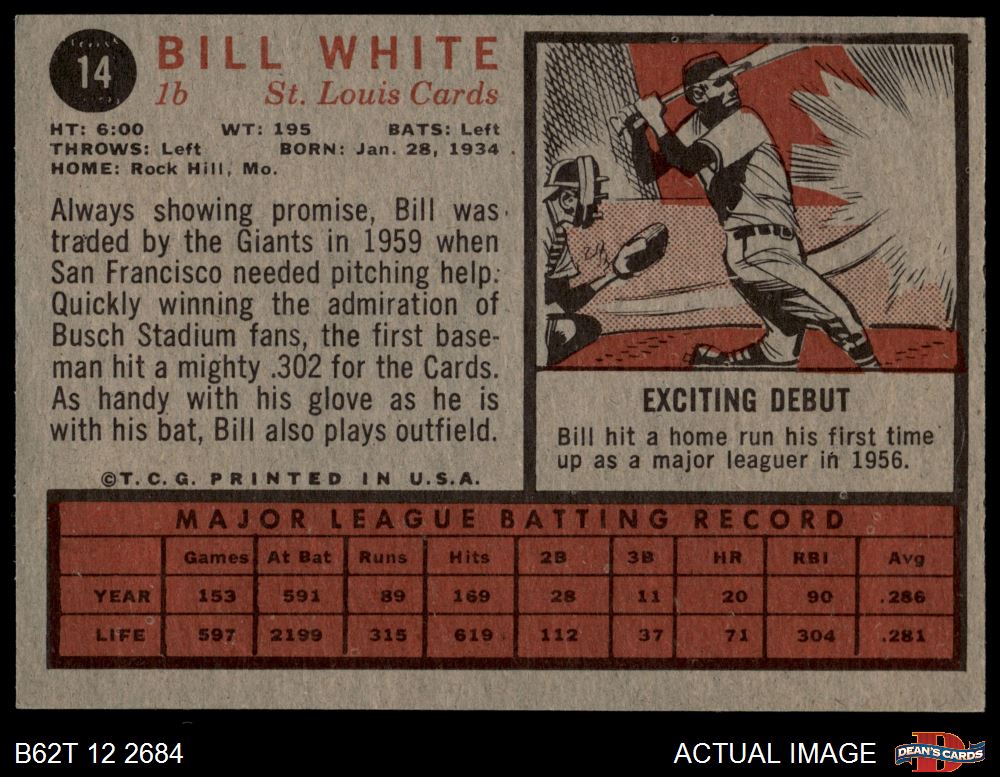 14
BILL WHITE
1b St. Louis Cards
HT: 6:00 WT: 195 BATS: Left
THROWS: Left BORN: Jan. 28, 1934
HOME: Rock Hill, Mo.
Always showing promise, Bill was
traded by the Giants in 1959 when
San Francisco needed pitching help.
Quickly winning the admiration of
Busch Stadium fans, the first base-
man hit a mighty .302 for the Cards.
As handy with his glove as he is
with his bat, Bill also plays outfield.
©T.C.G. PRINTED IN U.S.A.
EXCITING DEBUT
Bill hit a home run his first time
up as a major leaguer in 1956.
MAJOR LEAGUE BATTING RECORD
Games At Bat Runs Hits 2B 3B HR RBI Avg
YEAR 153 591 89 169 28 11 20 90 .286
LIFE 597 2199 315 619 112 37 71 304 .281
B62T 12 2684 ACTUAL IMAGE
DEAN'S CARDS